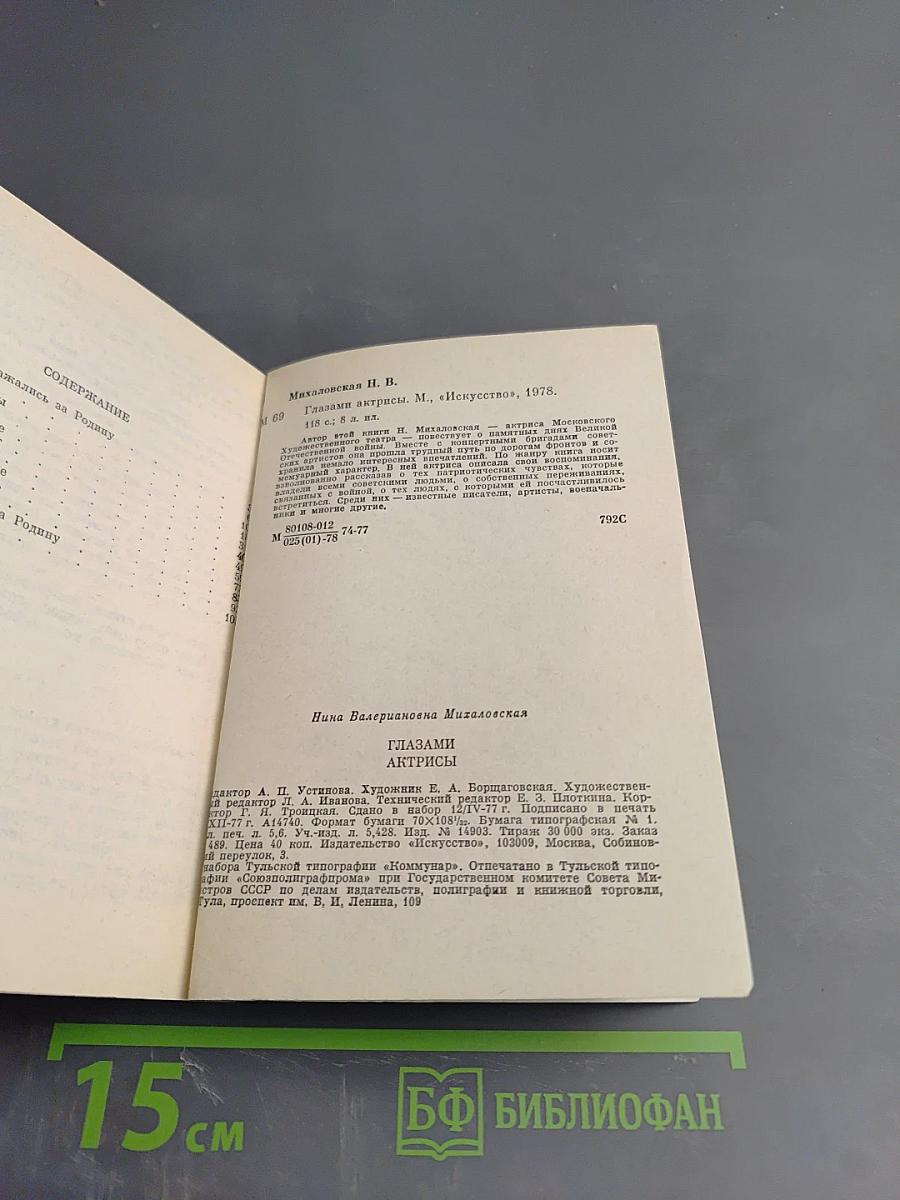 СОДЕРЖАНИЕ
ажались за Родину
ы
е
е
а Родину
10
Михаловская Н. В.
М 69
Глазами актрисы. М., «Искусство», 1978.
118 с.; 8 л. ил.
Автор этой книги Н. Михаловская — актриса Московского
Художественного театра — повествует о памятных днях Великой
Отечественной войны. Вместе с концертными бригадами совет-
ских артистов она прошла трудный путь по дорогам фронтов и со-
хранила немало интересных впечатлений. По жанру книга носит
мемуарный характер. В ней актриса описала свои воспоминания,
взволнованно рассказав о тех патриотических чувствах, которые
владели всеми советскими людьми, о собственных переживаниях,
связанных с войной, о тех людях, с которыми ей посчастливилось
встретиться. Среди них — известные писатели, артисты, военачаль-
ники и многие другие.
М 80108-012
025(01)-78 74-77
792С
Нина Валериановна Михаловская
ГЛАЗАМИ
АКТРИСЫ
дактор А. П. Устинова. Художник Е. А. Борщаговская. Художествен-
ый редактор Л. А. Иванова. Технический редактор Е. З. Плоткина. Кор-
ктор Г. Я. Троицкая. Сдано в набор 12/IV-77 г. Подписано в печать
XII-77 г. А14740. Формат бумаги 70×108¹/₃₂. Бумага типографская № 1.
л. печ. л. 5,6. Уч.-изд. л. 5,428. Изд. № 14903. Тираж 30 000 экз. Заказ
489. Цена 40 коп. Издательство «Искусство», 103009, Москва, Собинов-
ий переулок, 3.
набора Тульской типографии «Коммунар». Отпечатано в Тульской типо-
афии «Союзполиграфпрома» при Государственном комитете Совета Ми-
стров СССР по делам издательств, полиграфии и книжной торговли,
Тула, проспект им. В. И. Ленина, 109
15 см
БФ БИБЛИОФАН